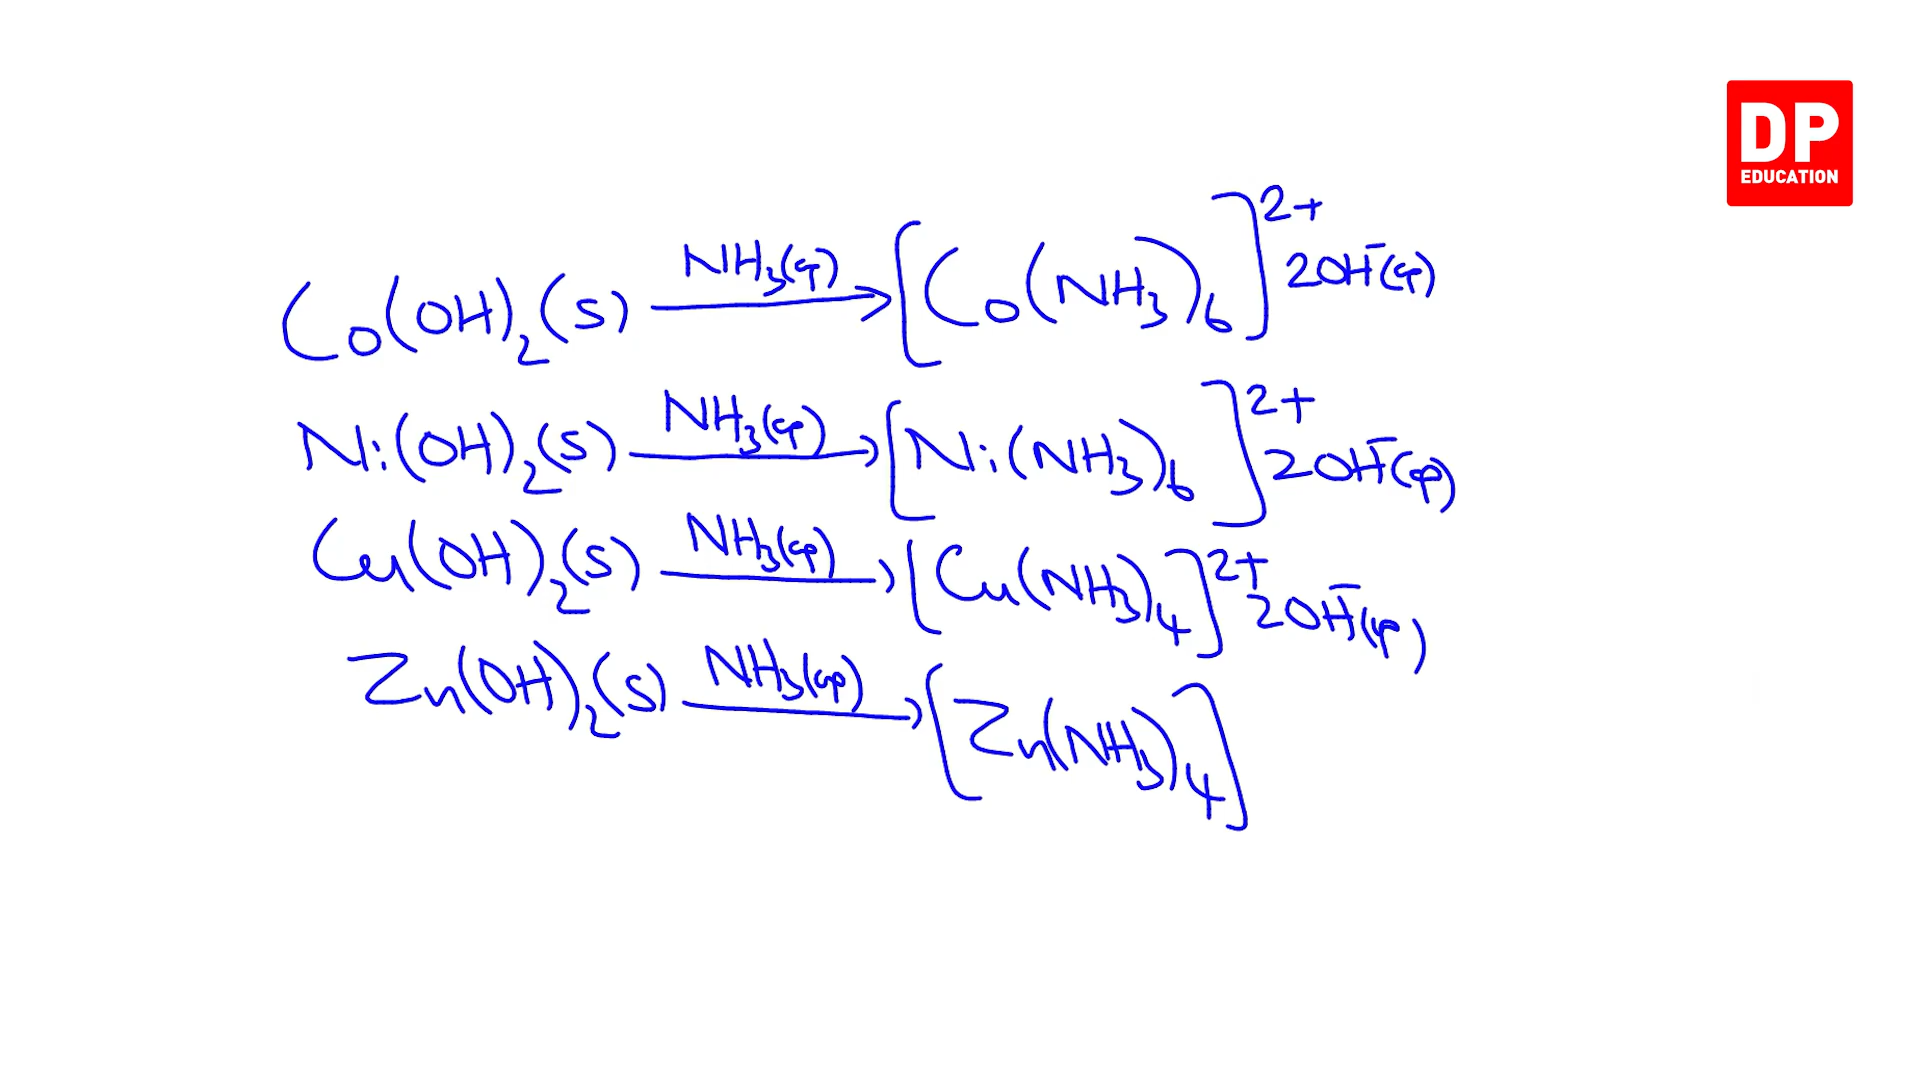 DP
EDUCATION
Co(OH)₂(s) NH₃(aq) → [Co(NH₃)₆]²⁺ 2OH⁻(aq)
Ni(OH)₂(s) NH₃(aq) → [Ni(NH₃)₆]²⁺ 2OH⁻(aq)
Cu(OH)₂(s) NH₃(aq) → [Cu(NH₃)₄]²⁺ 2OH⁻(aq)
Zn(OH)₂(s) NH₃(aq) → [Zn(NH₃)₄]